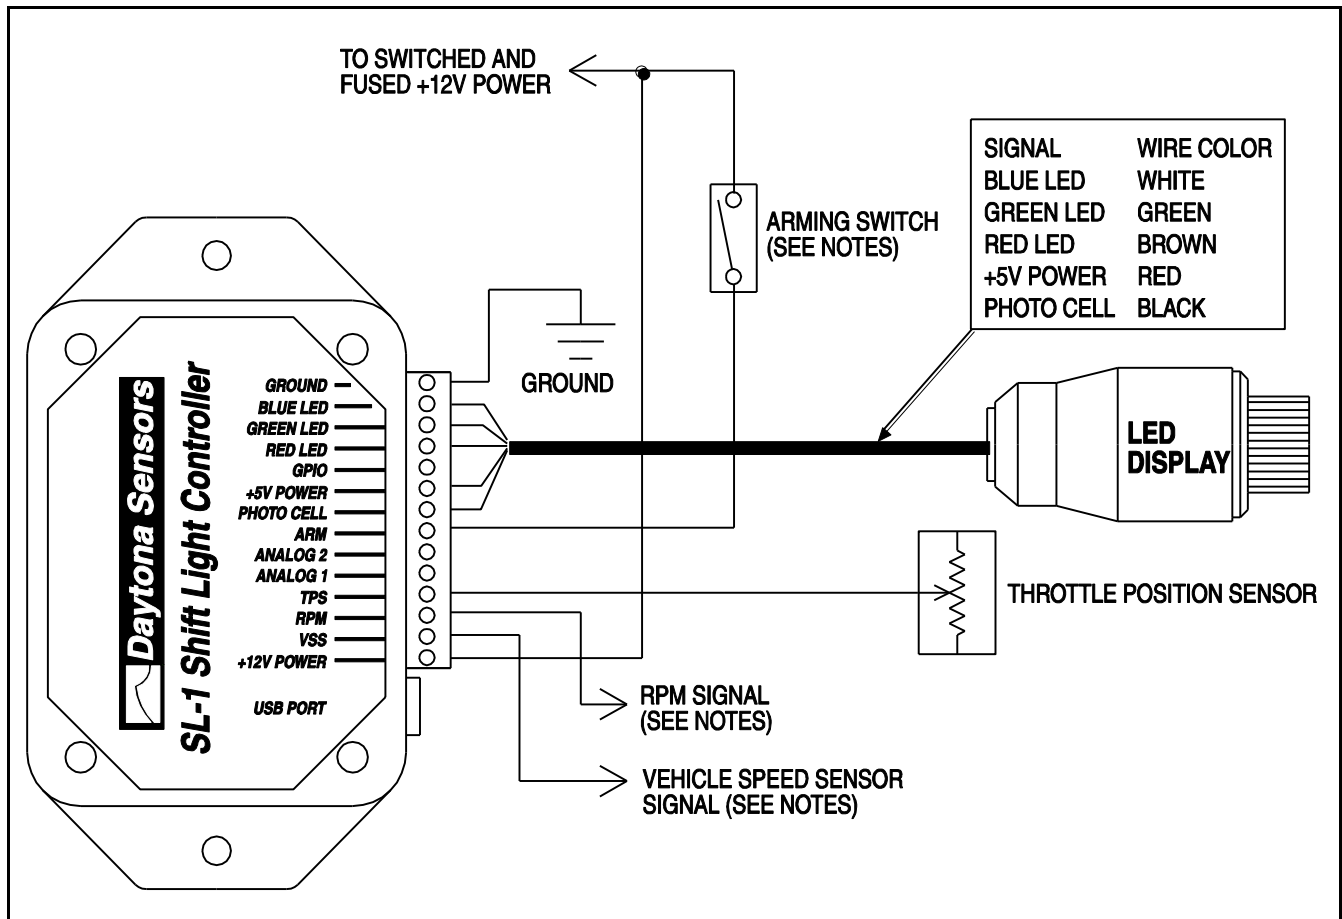 TO SWITCHED AND
FUSED +12V POWER
SIGNAL WIRE COLOR
BLUE LED WHITE
GREEN LED GREEN
RED LED BROWN
+5V POWER RED
PHOTO CELL BLACK
ARMING SWITCH
(SEE NOTES)
GROUND
Daytona Sensors
SL-1 Shift Light Controller
GROUND
BLUE LED
GREEN LED
RED LED
GPIO
+5V POWER
PHOTO CELL
ARM
ANALOG 2
ANALOG 1
TPS
RPM
VSS
+12V POWER
USB PORT
LED
DISPLAY
THROTTLE POSITION SENSOR
RPM SIGNAL
(SEE NOTES)
VEHICLE SPEED SENSOR
SIGNAL (SEE NOTES)